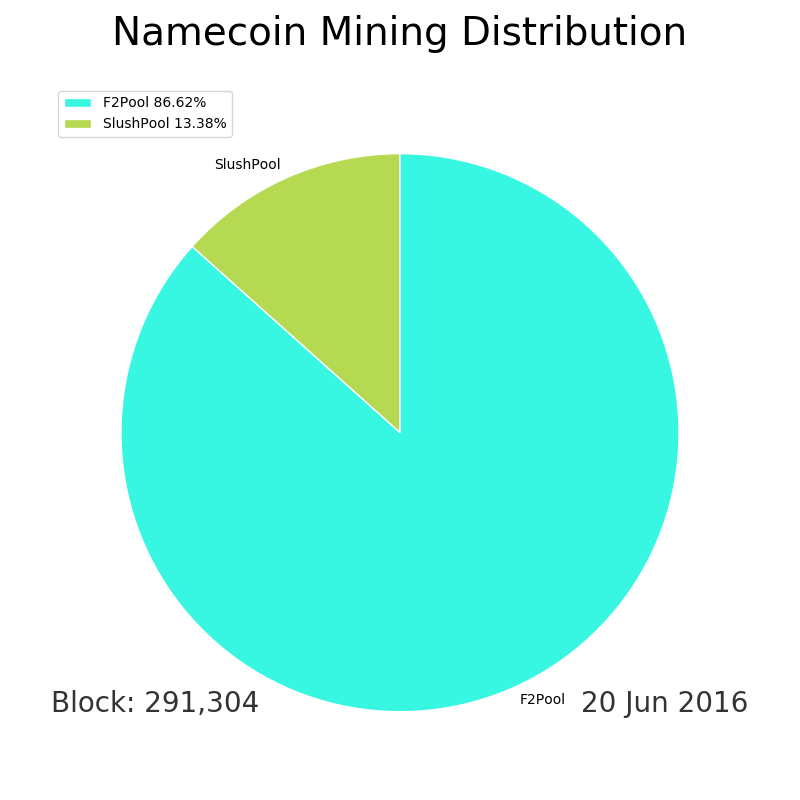 Namecoin Mining Distribution
F2Pool 86.62%
SlushPool 13.38%
SlushPool
F2Pool
Block: 291,304
20 Jun 2016